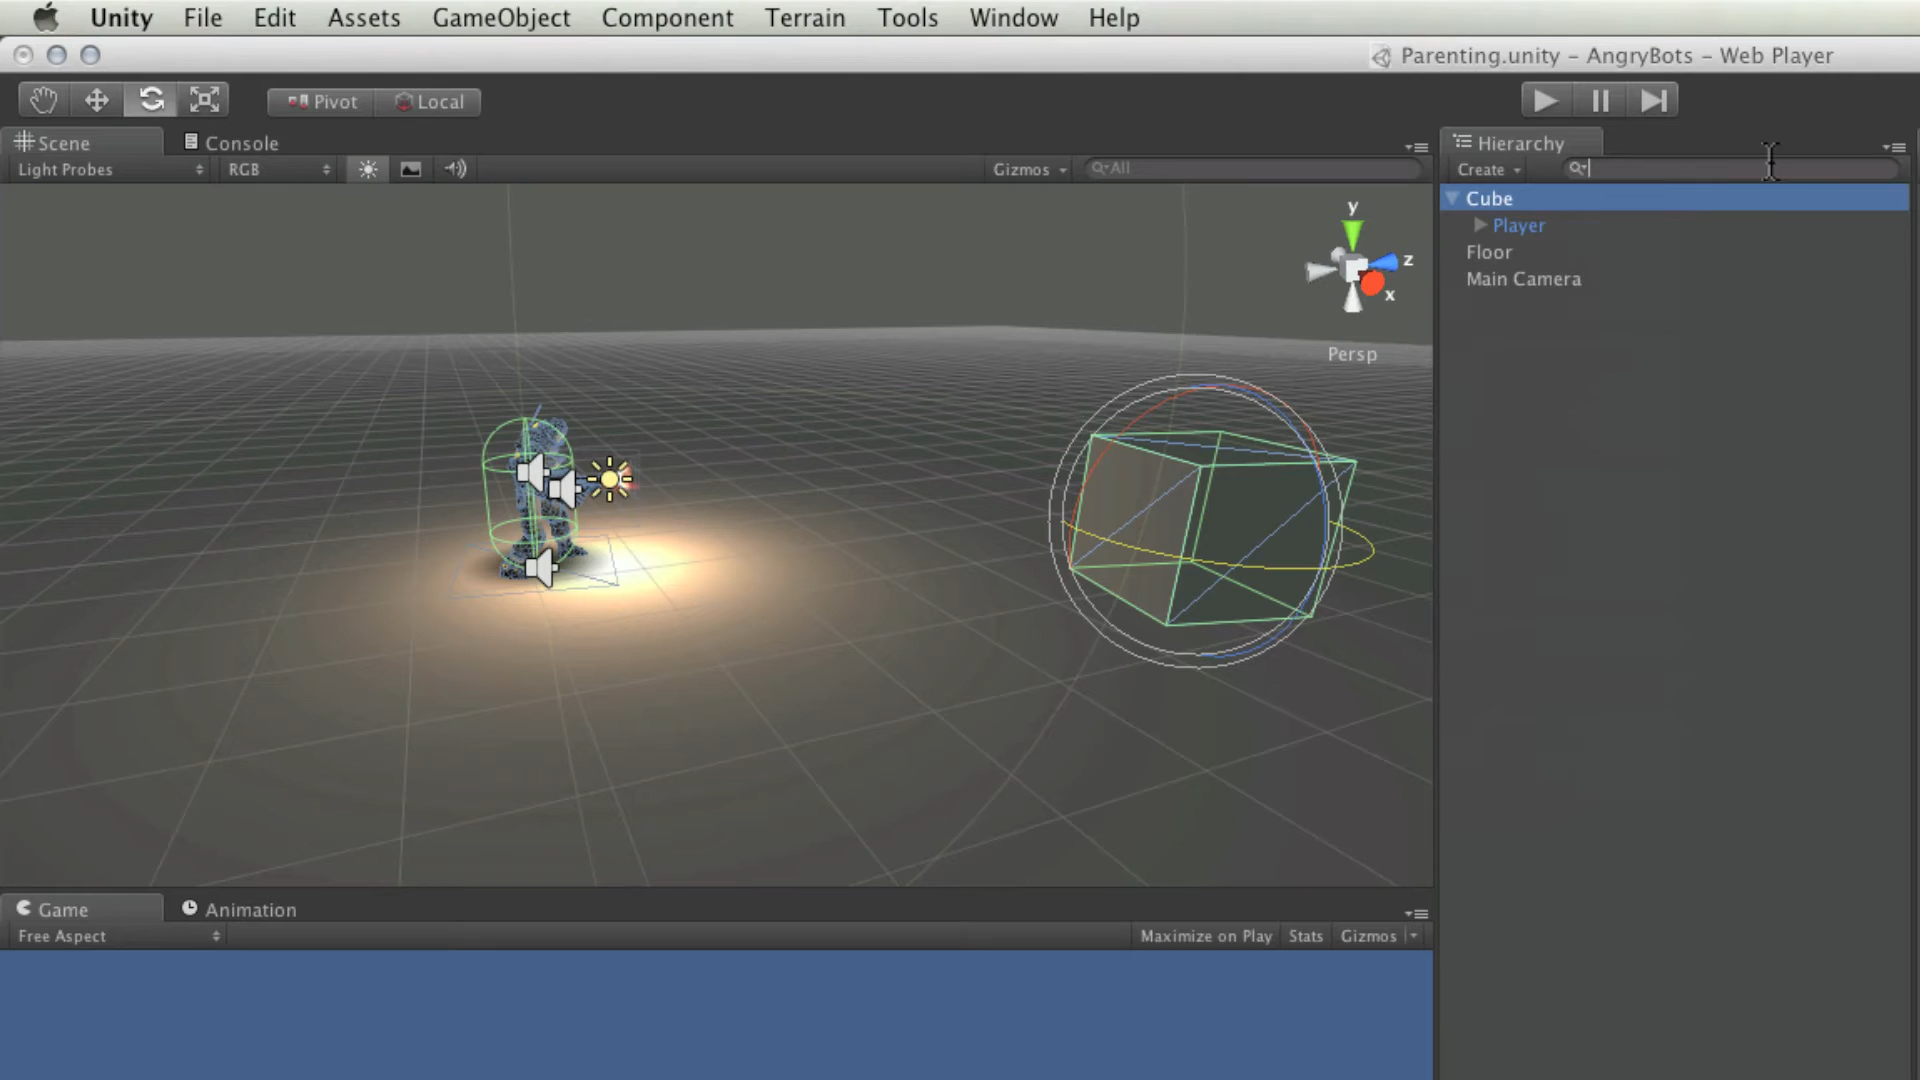 Unity File Edit Assets GameObject Component Terrain Tools Window Help
Parenting.unity – AngryBots – Web Player
Pivot Local
Scene Console
Hierarchy
Light Probes RGB Gizmos All
Create
Cube
Player
Floor
Main Camera
y
z
x
Persp
Game Animation
Free Aspect Maximize on Play Stats Gizmos